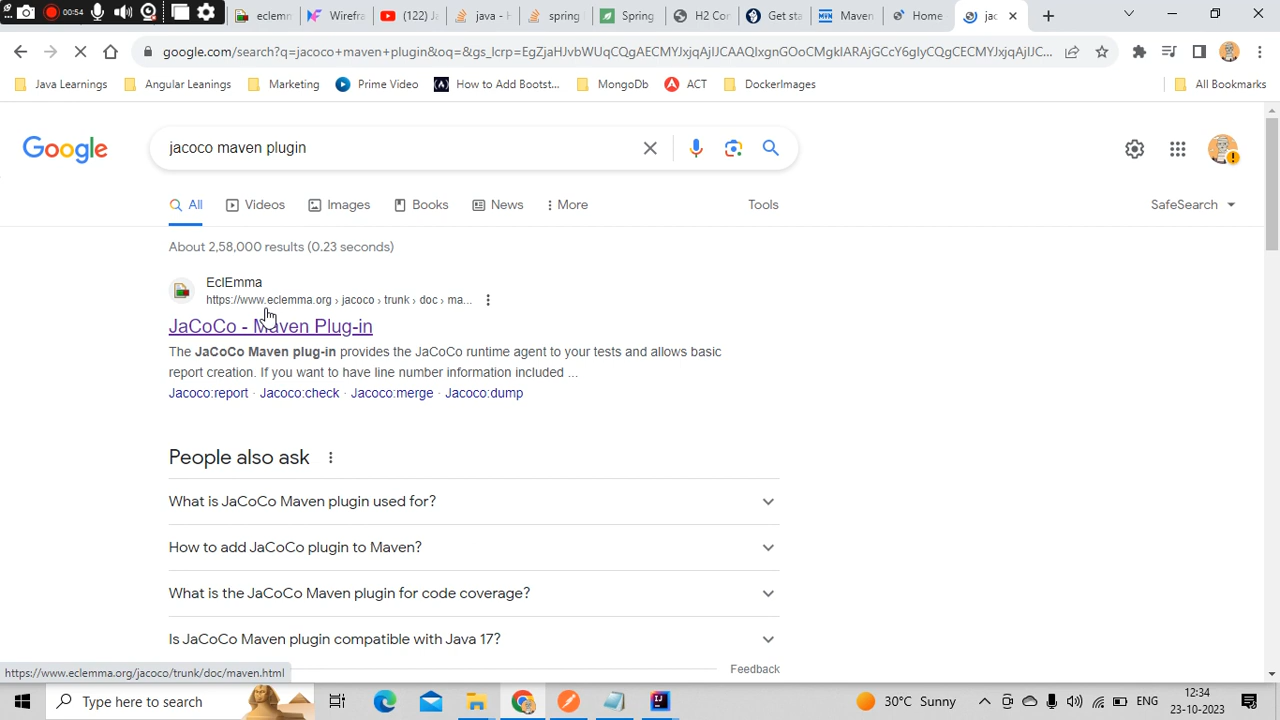 00:54
eclemm
Wirefra
(122) J
java - H
spring
Spring
H2 Con
Get sta
MVN
Maven
Home
jac
google.com/search?q=jacoco+maven+plugin&oq=&gs_lcrp=EgZjaHJvbWUqCQgAECMYJxjqAjIJCAAQIxgnGOoCMgkIARAjGCcY6gIyCQgCECMYJxjqAjIJC...
Java Learnings
Angular Leanings
Marketing
Prime Video
How to Add Bootst...
MongoDb
ACT
DockerImages
All Bookmarks
Google
jacoco maven plugin
All
Videos
Images
Books
News
More
Tools
SafeSearch
About 2,58,000 results (0.23 seconds)
EclEmma
https://www.eclemma.org › jacoco › trunk › doc › ma...
JaCoCo - Maven Plug-in
The JaCoCo Maven plug-in provides the JaCoCo runtime agent to your tests and allows basic
report creation. If you want to have line number information included ...
Jacoco:report · Jacoco:check · Jacoco:merge · Jacoco:dump
People also ask
What is JaCoCo Maven plugin used for?
How to add JaCoCo plugin to Maven?
What is the JaCoCo Maven plugin for code coverage?
Is JaCoCo Maven plugin compatible with Java 17?
Feedback
https://www.eclemma.org/jacoco/trunk/doc/maven.html
Type here to search
30°C Sunny
ENG
12:34
23-10-2023